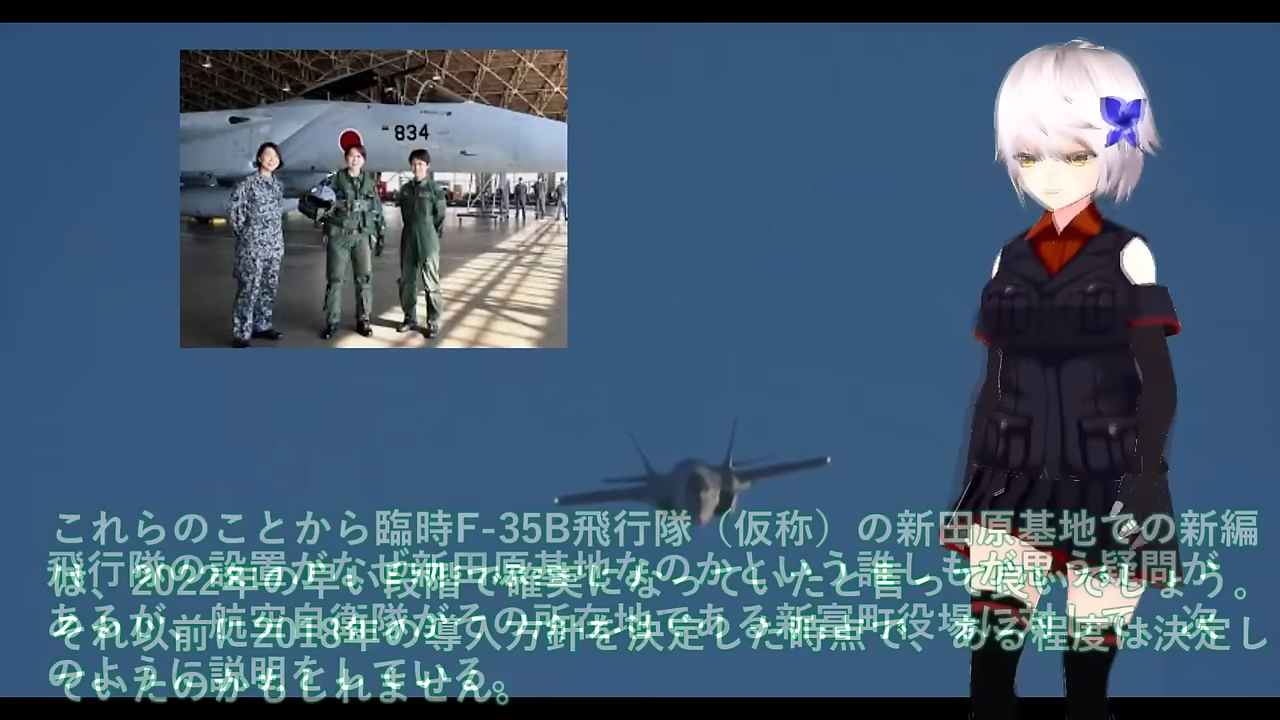 834
これらのことから臨時F-35B飛行隊（仮称）の新田原基地での新編
飛行隊の設置がなぜ新田原基地なのかという誰しもが思う疑問が
は、2022年の早い段階で確実になっていたと言って良いでしょう。
あるが、航空自衛隊がその所在地である新富町役場に対して、次
それ以前に2018年の導入方針を決定した時点で、ある程度は決定し
のように説明をしている。
ていたのかもしれません。